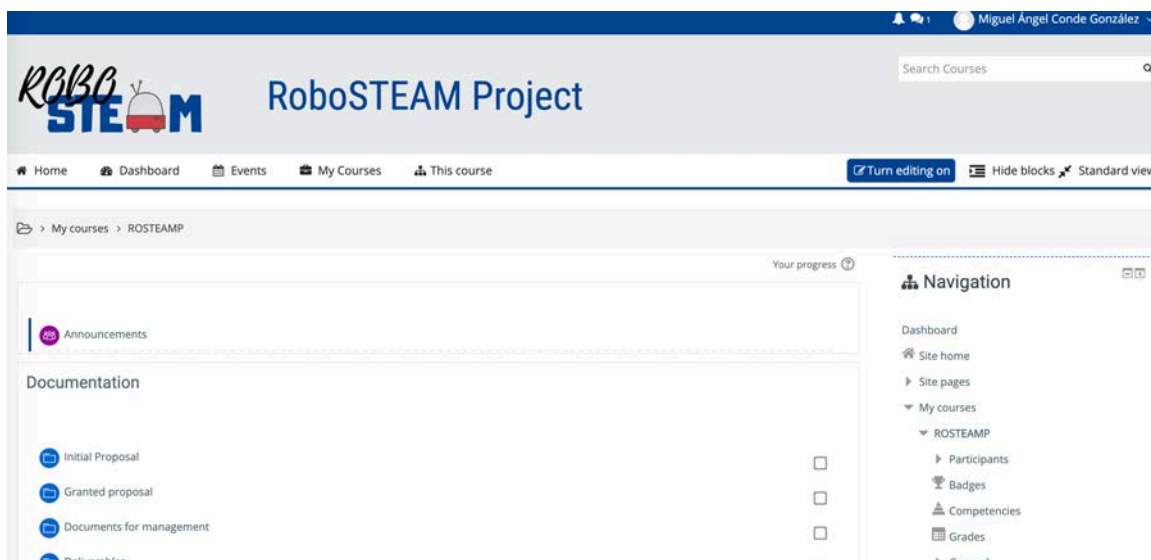 1 Miguel Ángel Conde González
ROBO
STEAM
RoboSTEAM Project
Search Courses
Home Dashboard Events My Courses This course Turn editing on Hide blocks Standard view
> My courses > ROSTEAMP
Your progress
Navigation
Announcements
Dashboard
Site home
Documentation
Site pages
My courses
ROSTEAMP
Initial Proposal
Participants
Badges
Granted proposal
Competencies
Documents for management
Grades
Deliverables